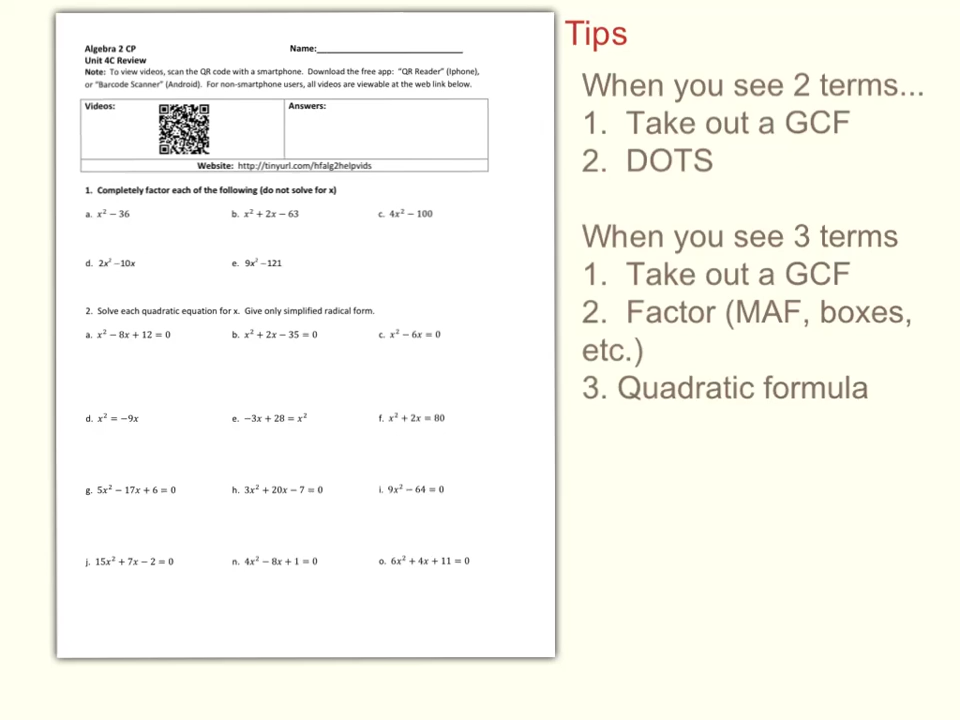 Algebra 2 CP Name:____________________
Unit 4C Review
Note: To view videos, scan the QR code with a smartphone. Download the free app: "QR Reader" (Iphone),
or "Barcode Scanner" (Android). For non-smartphone users, all videos are viewable at the web link below.
Videos: Answers:
Website: http://tinyurl.com/hfalg2helpvids
1. Completely factor each of the following (do not solve for x)
a. x² − 36 b. x² + 2x − 63 c. 4x² − 100
d. 2x² −10x e. 9x² −121
2. Solve each quadratic equation for x. Give only simplified radical form.
a. x² − 8x + 12 = 0 b. x² + 2x − 35 = 0 c. x² − 6x = 0
d. x² = −9x e. −3x + 28 = x² f. x² + 2x = 80
g. 5x² − 17x + 6 = 0 h. 3x² + 20x − 7 = 0 i. 9x² − 64 = 0
j. 15x² + 7x − 2 = 0 n. 4x² − 8x + 1 = 0 o. 6x² + 4x + 11 = 0
Tips
When you see 2 terms...
1. Take out a GCF
2. DOTS
When you see 3 terms
1. Take out a GCF
2. Factor (MAF, boxes,
etc.)
3. Quadratic formula